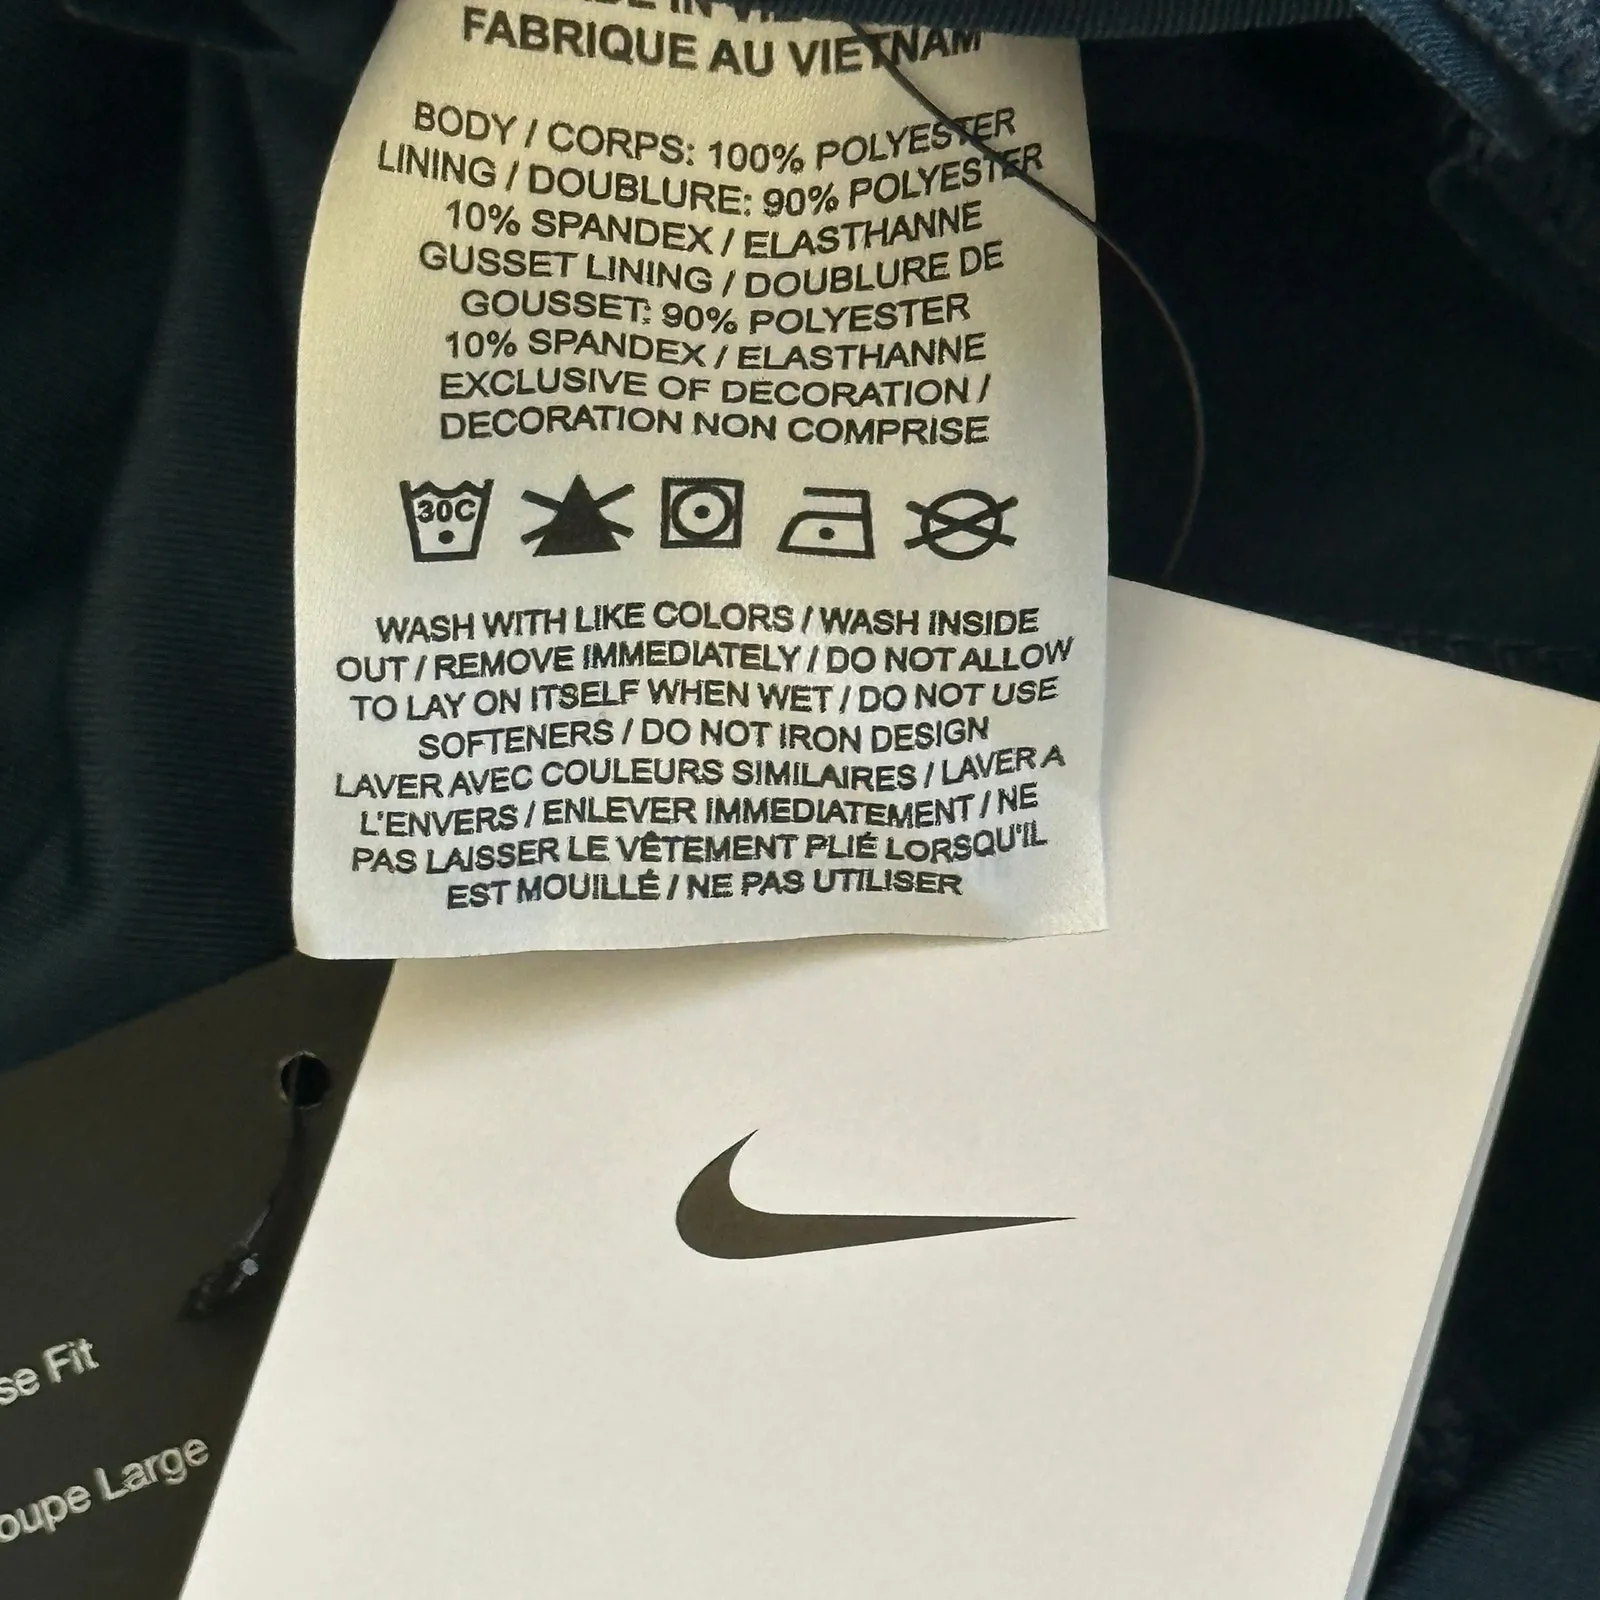 FABRIQUE AU VIETNAM
BODY / CORPS: 100% POLYESTER
LINING / DOUBLURE: 90% POLYESTER
10% SPANDEX / ELASTHANNE
GUSSET LINING / DOUBLURE DE
GOUSSET: 90% POLYESTER
10% SPANDEX / ELASTHANNE
EXCLUSIVE OF DECORATION /
DECORATION NON COMPRISE
30C
WASH WITH LIKE COLORS / WASH INSIDE
OUT / REMOVE IMMEDIATELY / DO NOT ALLOW
TO LAY ON ITSELF WHEN WET / DO NOT USE
SOFTENERS / DO NOT IRON DESIGN
LAVER AVEC COULEURS SIMILAIRES / LAVER A
L'ENVERS / ENLEVER IMMEDIATEMENT / NE
PAS LAISSER LE VÊTEMENT PLIÉ LORSQU'IL
EST MOUILLÉ / NE PAS UTILISER
Fit
Large